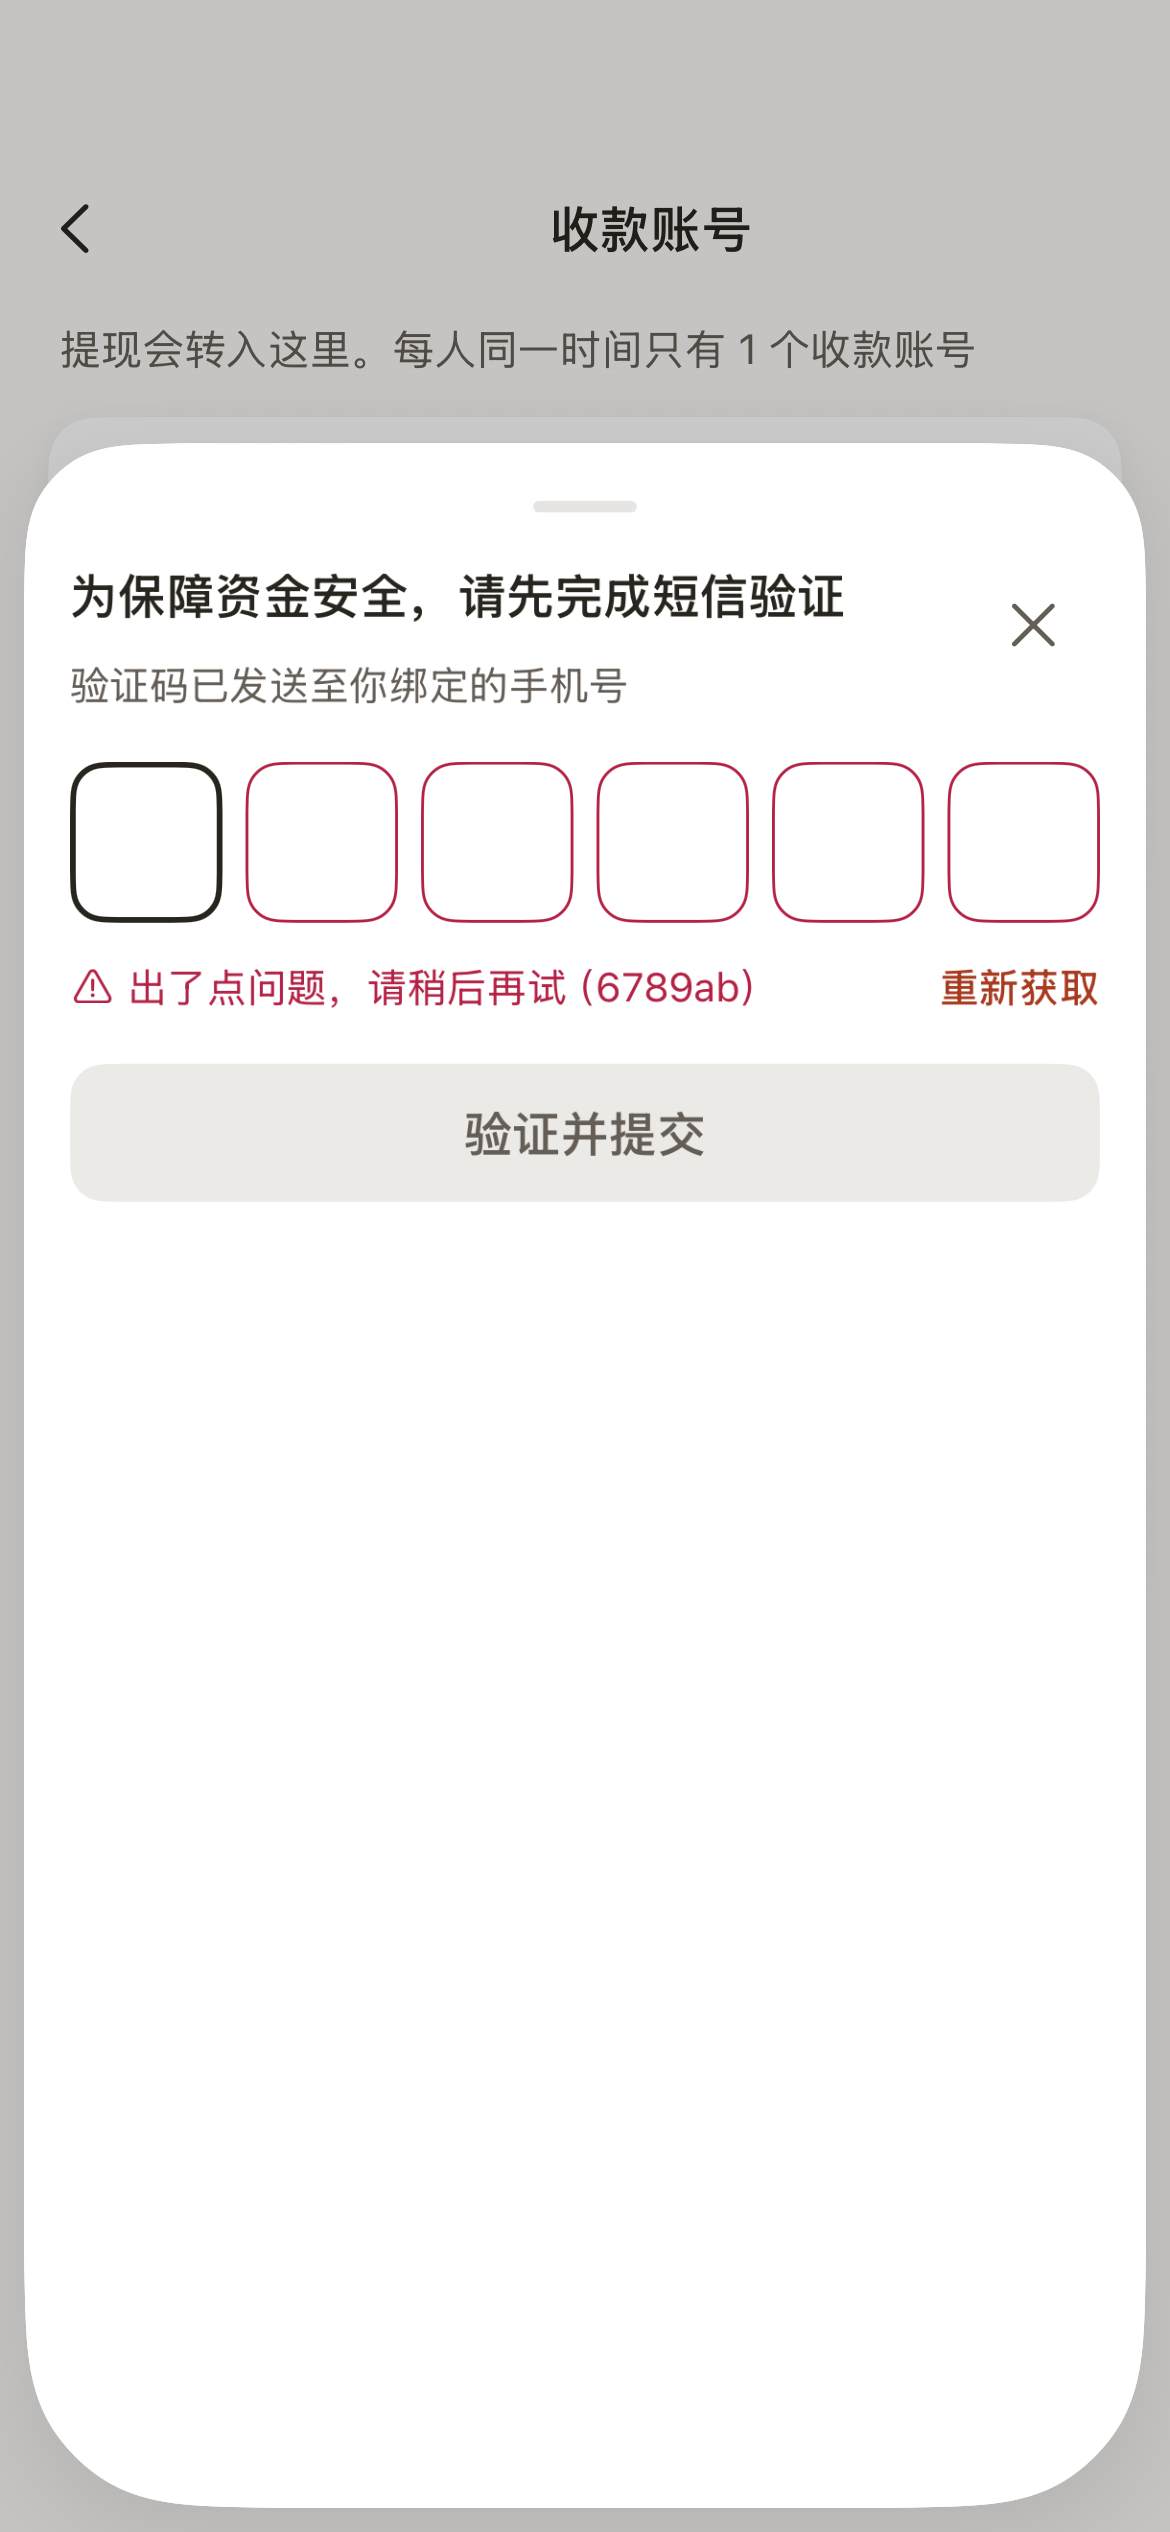 收款账号
提现会转入这里。每人同一时间只有 1 个收款账号
为保障资金安全，请先完成短信验证
验证码已发送至你绑定的手机号
出了点问题，请稍后再试 (6789ab)
重新获取
验证并提交